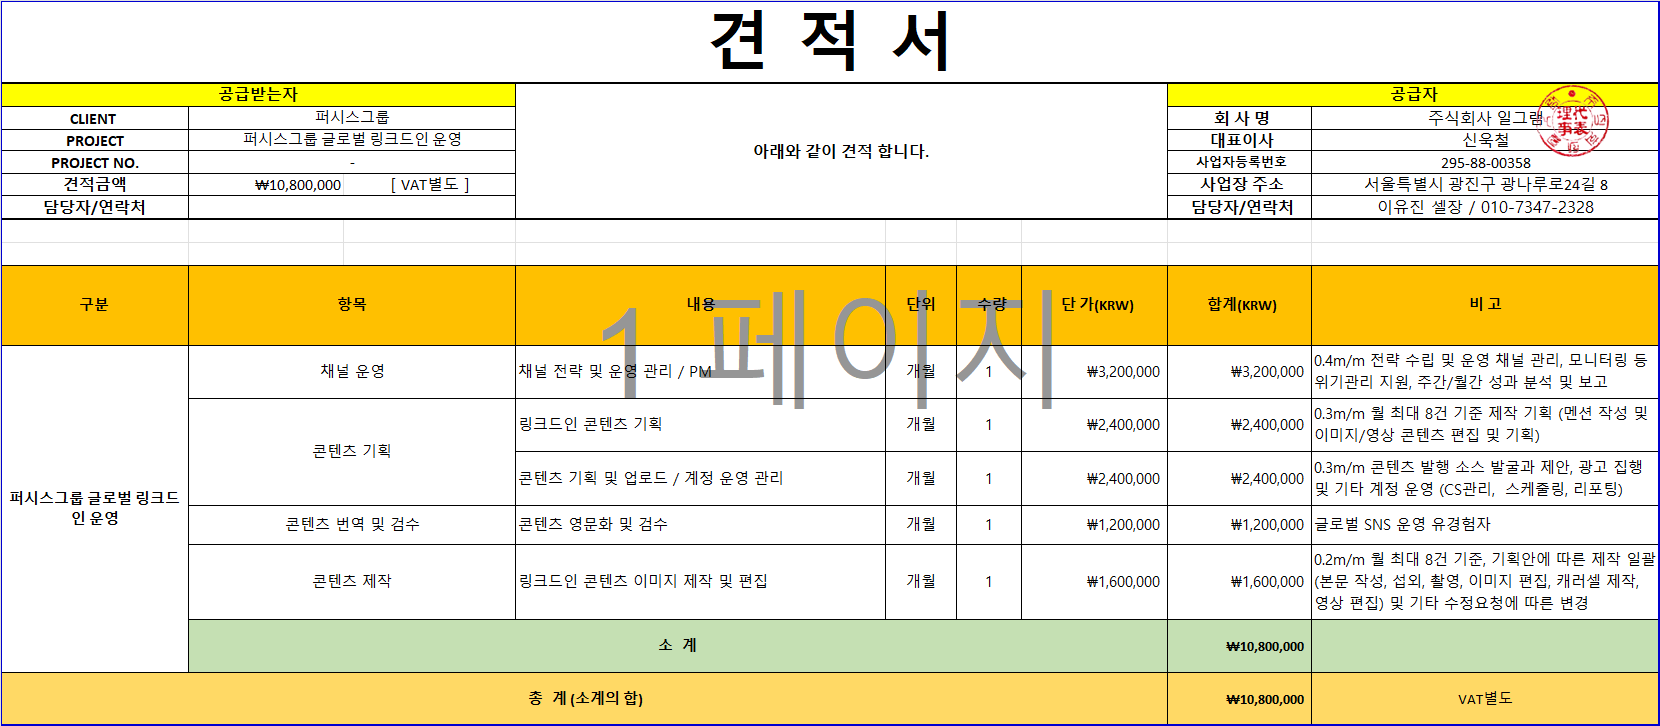 견 적 서
공급받는자
CLIENT 퍼시스그룹
PROJECT 퍼시스그룹 글로벌 링크드인 운영
PROJECT NO. -
견적금액 ₩10,800,000 [ VAT별도 ]
담당자/연락처
아래와 같이 견적 합니다.
공급자
회 사 명 주식회사 일그램
대표이사 신욱철
사업자등록번호 295-88-00358
사업장 주소 서울특별시 광진구 광나루로24길 8
담당자/연락처 이유진 셀장 / 010-7347-2328
代表
理事
1 페이지
구분 항목 내용 단위 수량 단 가(KRW) 합계(KRW) 비 고
퍼시스그룹 글로벌 링크드
인 운영
채널 운영 채널 전략 및 운영 관리 / PM 개월 1 ₩3,200,000 ₩3,200,000 0.4m/m 전략 수립 및 운영 채널 관리, 모니터링 등
위기관리 지원, 주간/월간 성과 분석 및 보고
콘텐츠 기획 링크드인 콘텐츠 기획 개월 1 ₩2,400,000 ₩2,400,000 0.3m/m 월 최대 8건 기준 제작 기획 (멘션 작성 및
이미지/영상 콘텐츠 편집 및 기획)
콘텐츠 기획 및 업로드 / 계정 운영 관리 개월 1 ₩2,400,000 ₩2,400,000 0.3m/m 콘텐츠 발행 소스 발굴과 제안, 광고 집행
및 기타 계정 운영 (CS관리, 스케줄링, 리포팅)
콘텐츠 번역 및 검수 콘텐츠 영문화 및 검수 개월 1 ₩1,200,000 ₩1,200,000 글로벌 SNS 운영 유경험자
콘텐츠 제작 링크드인 콘텐츠 이미지 제작 및 편집 개월 1 ₩1,600,000 ₩1,600,000 0.2m/m 월 최대 8건 기준, 기획안에 따른 제작 일괄
(본문 작성, 섭외, 촬영, 이미지 편집, 캐러셀 제작,
영상 편집) 및 기타 수정요청에 따른 변경
소 계 ₩10,800,000
총 계 (소계의 합) ₩10,800,000 VAT별도